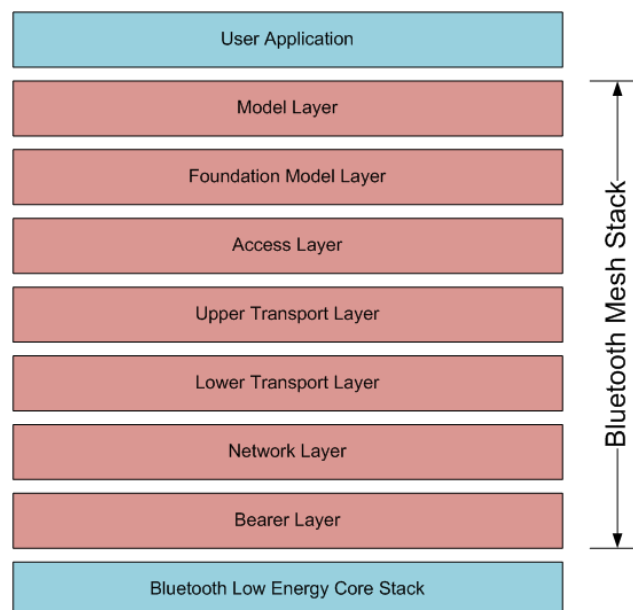 User Application
Model Layer
Foundation Model Layer
Access Layer
Upper Transport Layer
Lower Transport Layer
Network Layer
Bearer Layer
Bluetooth Low Energy Core Stack
Bluetooth Mesh Stack